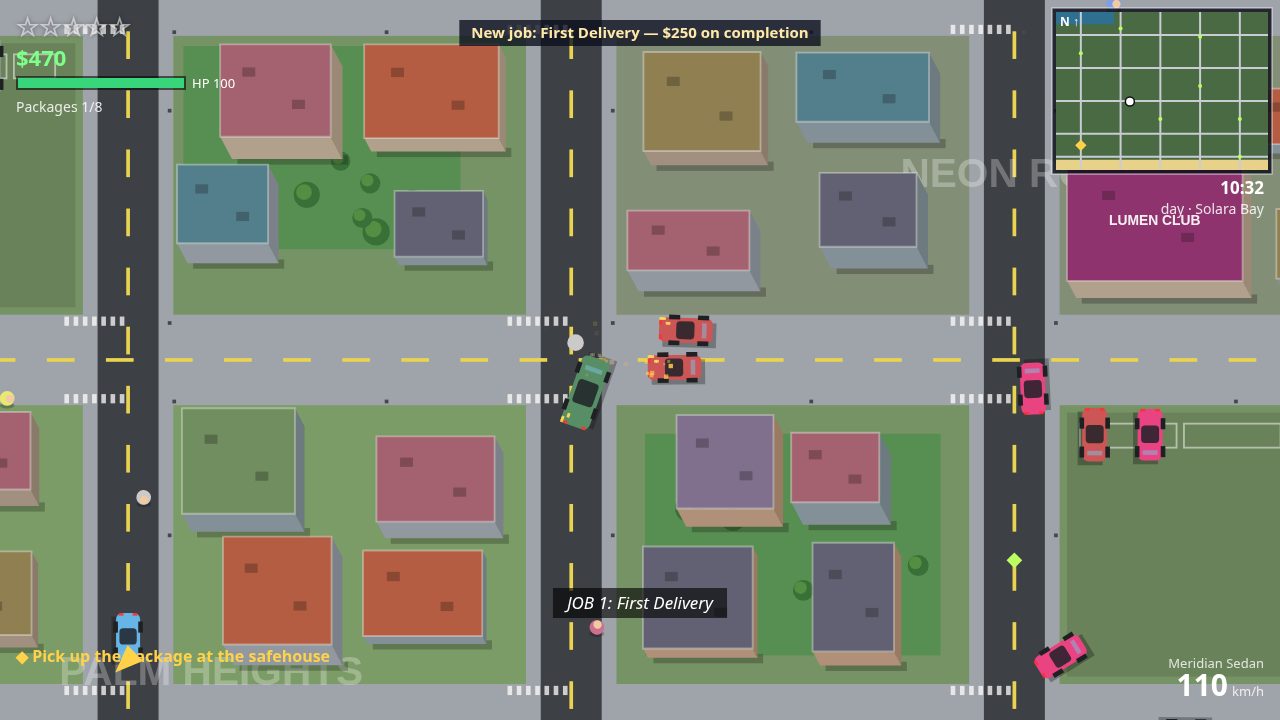 New job: First Delivery — $250 on completion
$470
HP 100
Packages 1/8
N ↑
NEON R
10:32
day · Solara Bay
LUMEN CLUB
JOB 1: First Delivery
Pick up the package at the safehouse
PALM HEIGHTS
Meridian Sedan
110 km/h